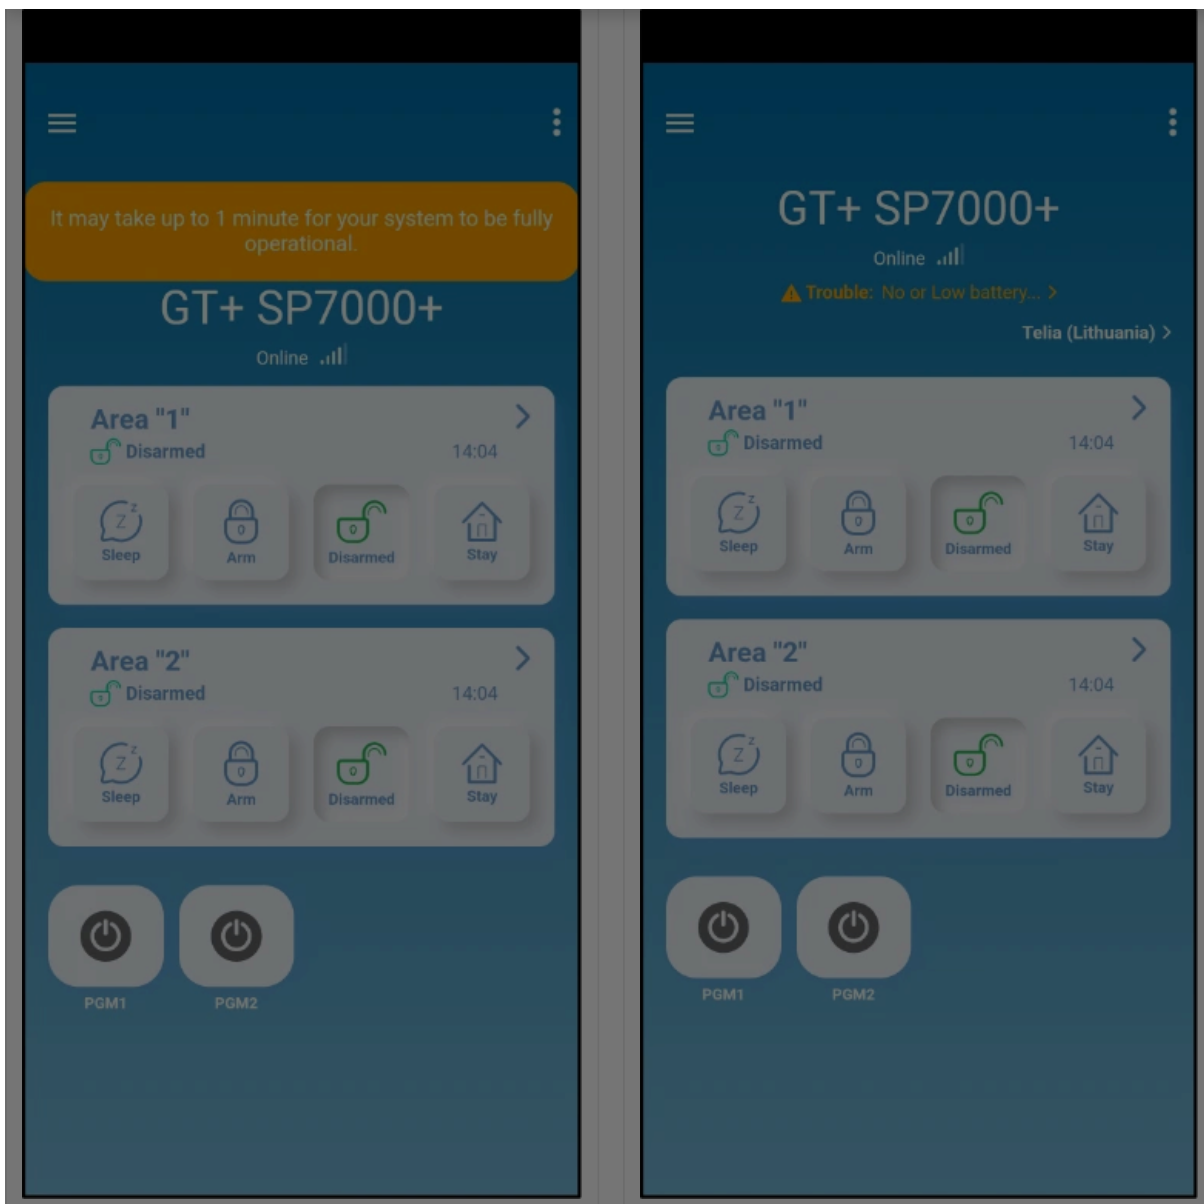 It may take up to 1 minute for your system to be fully
operational.
GT+ SP7000+
Online
Area "1"
Disarmed
14:04
Sleep
Arm
Disarmed
Stay
Area "2"
Disarmed
14:04
Sleep
Arm
Disarmed
Stay
PGM1
PGM2
GT+ SP7000+
Online
Trouble: No or Low battery... >
Telia (Lithuania) >
Area "1"
Disarmed
14:04
Sleep
Arm
Disarmed
Stay
Area "2"
Disarmed
14:04
Sleep
Arm
Disarmed
Stay
PGM1
PGM2